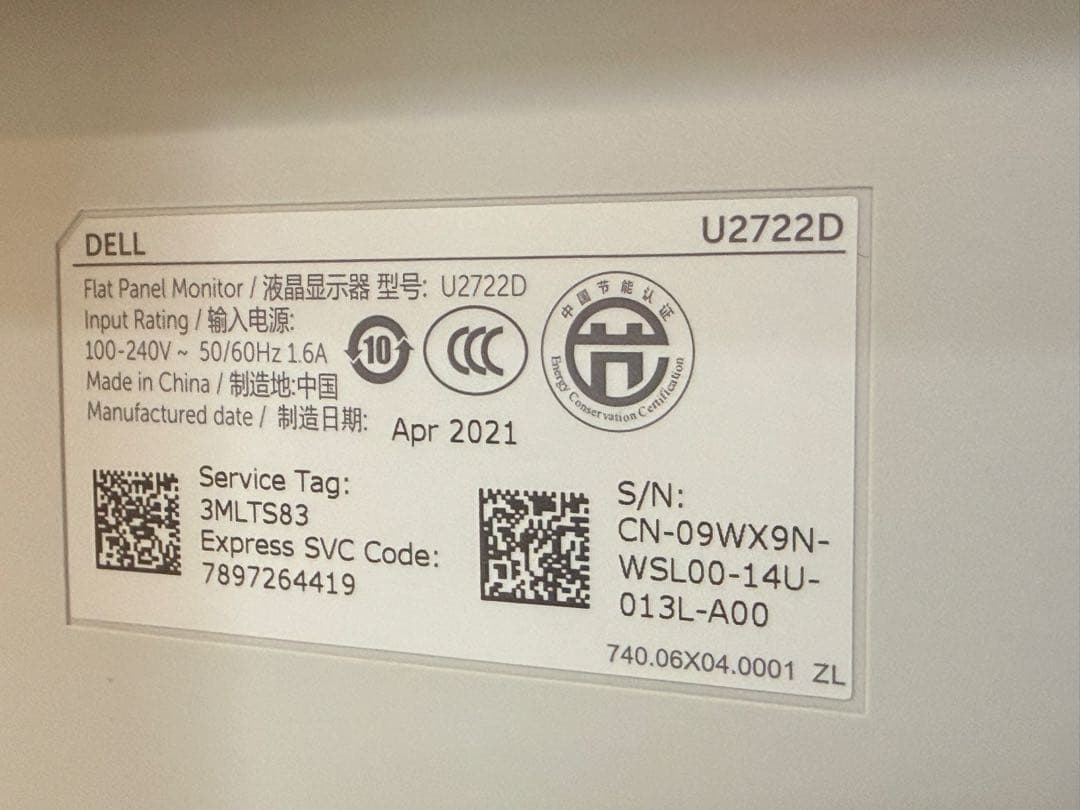 DELL
U2722D
Flat Panel Monitor / 液晶显示器 型号: U2722D
Input Rating / 输入电源:
100-240V ~ 50/60Hz 1.6A
Made in China / 制造地:中国
Manufactured date / 制造日期: Apr 2021
10
CCC
中国节能认证
Energy Conservation Certification
Service Tag:
3MLTS83
Express SVC Code:
7897264419
S/N:
CN-09WX9N-
WSL00-14U-
013L-A00
740.06X04.0001 ZL